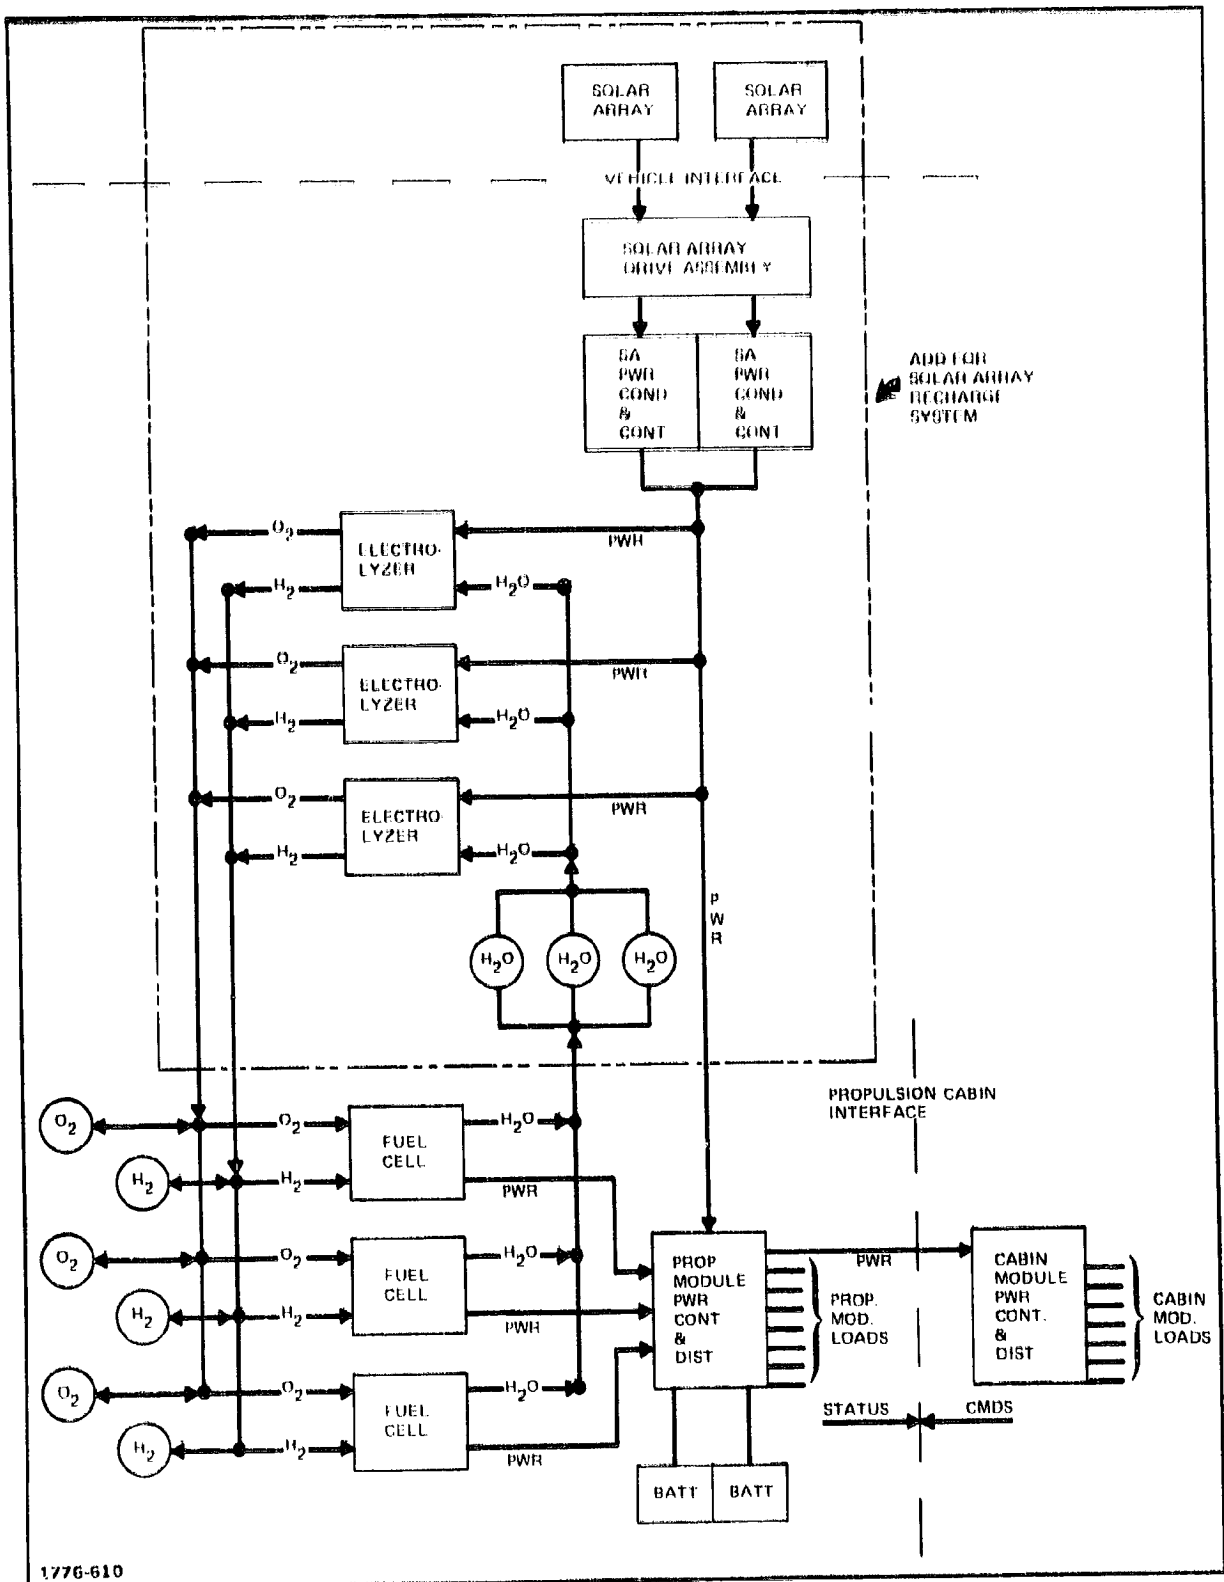 SOLAR
ARRAY
SOLAR
ARRAY
VEHICLE INTERFACE
SOLAR ARRAY
DRIVE ASSEMBLY
SA
PWR
COND
&
CONT
SA
PWR
COND
&
CONT
ADD FOR
SOLAR ARRAY
RECHARGE
SYSTEM
O2
ELECTRO-
LYZER
PWR
H2
H2O
O2
ELECTRO-
LYZER
PWR
H2
H2O
O2
ELECTRO-
LYZER
PWR
H2
H2O
P
W
R
H2O
H2O
H2O
PROPULSION CABIN
INTERFACE
O2
O2
FUEL
CELL
H2O
H2
H2
PWR
O2
O2
FUEL
CELL
H2O
H2
H2
PWR
O2
O2
FUEL
CELL
H2O
H2
H2
PWR
PROP
MODULE
PWR
CONT
&
DIST
PROP.
MOD.
LOADS
PWR
CABIN
MODULE
PWR
CONT.
&
DIST
CABIN
MOD.
LOADS
STATUS
CMDS
BATT
BATT
1776-610